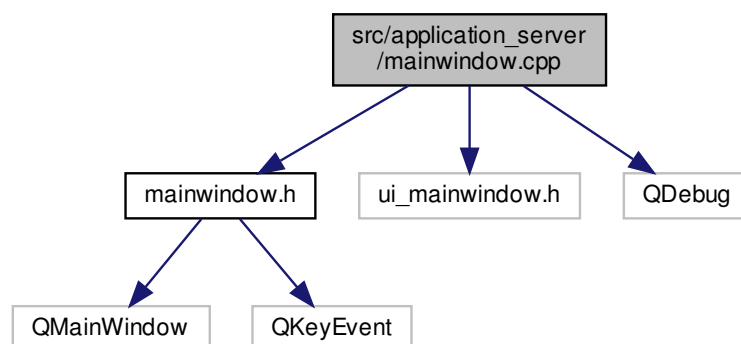 src/application_server
/mainwindow.cpp
mainwindow.h
ui_mainwindow.h
QDebug
QMainWindow
QKeyEvent